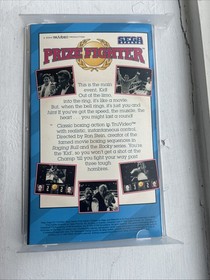 SEGA
PRIZE FIGHTER
This is the main
event, Kid!
Out of the limo,
into the ring. It's like a movie.
But, when the bell rings, it's just you and
him! If you've got the speed, the muscle, the
heart ... you might last a round!
Classic boxing action in TruVideo™
with realistic, instantaneous control.
Directed by Ron Stein, creator of the
famed movie boxing sequences in
Raging Bull and the Rocky series. You're
the 'Kid', so you won't get a shot at the
Champ 'til you fight your way past
three tough
hombres.